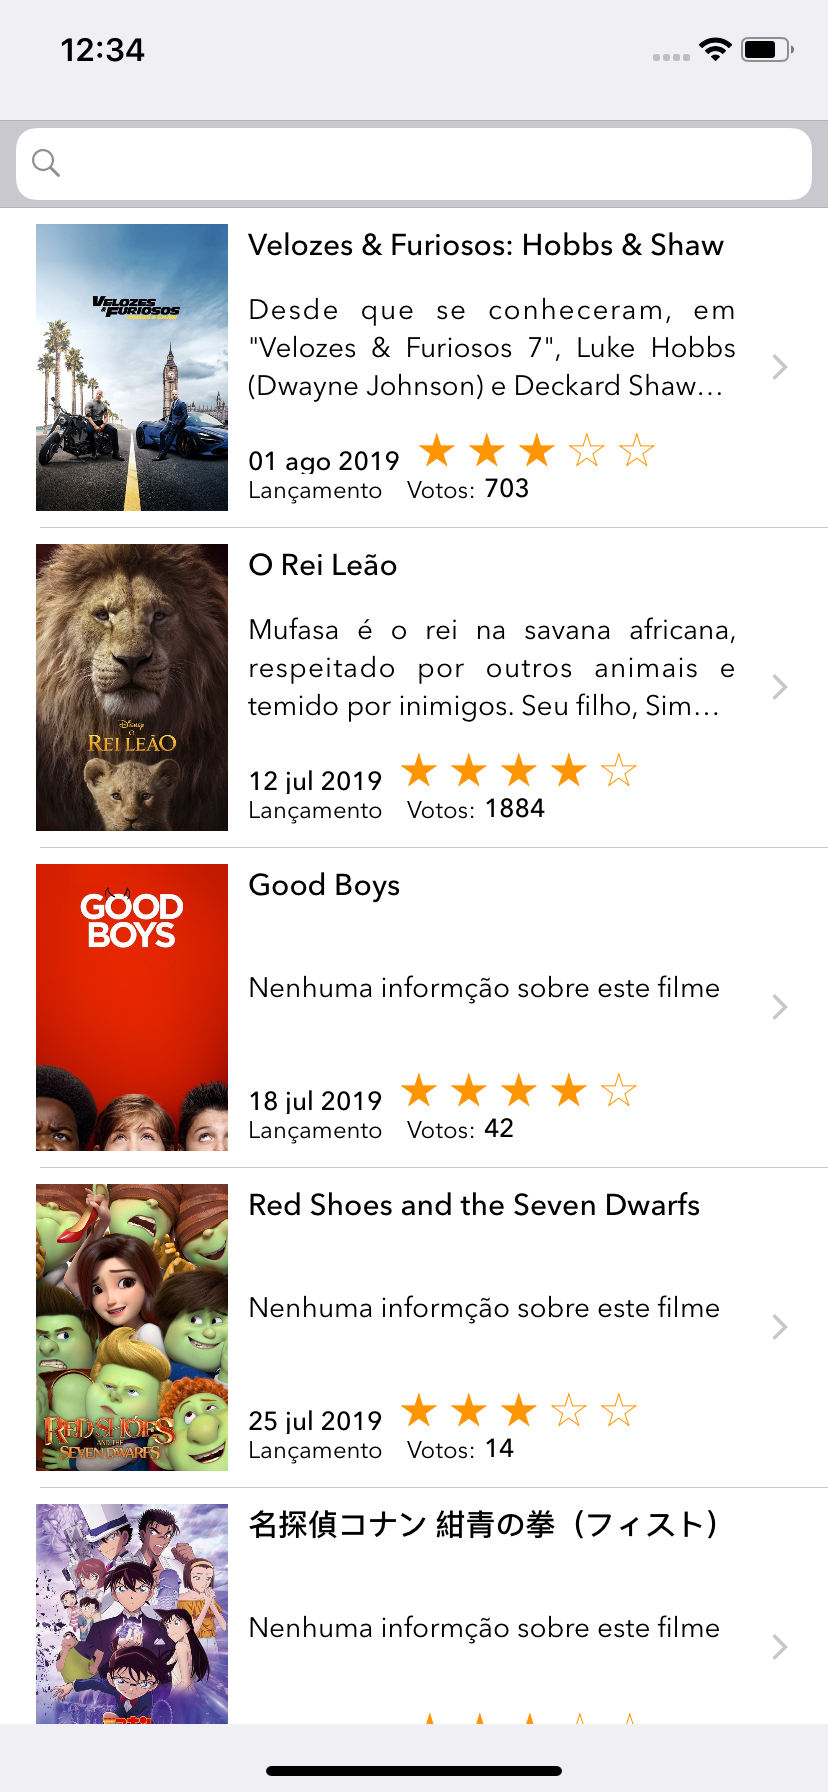 12:34
VELOZES
& FURIOSOS
HOBBS & SHAW
Velozes & Furiosos: Hobbs & Shaw
Desde que se conheceram, em
"Velozes & Furiosos 7", Luke Hobbs
(Dwayne Johnson) e Deckard Shaw...
01 ago 2019
Lançamento Votos: 703
Disney
O
REI LEÃO
O Rei Leão
Mufasa é o rei na savana africana,
respeitado por outros animais e
temido por inimigos. Seu filho, Sim...
12 jul 2019
Lançamento Votos: 1884
GOOD
BOYS
Good Boys
Nenhuma informção sobre este filme
18 jul 2019
Lançamento Votos: 42
RED SHOES
AND THE
SEVEN DWARFS
Red Shoes and the Seven Dwarfs
Nenhuma informção sobre este filme
25 jul 2019
Lançamento Votos: 14
名探偵コナン 紺青の拳（フィスト）
Nenhuma informção sobre este filme